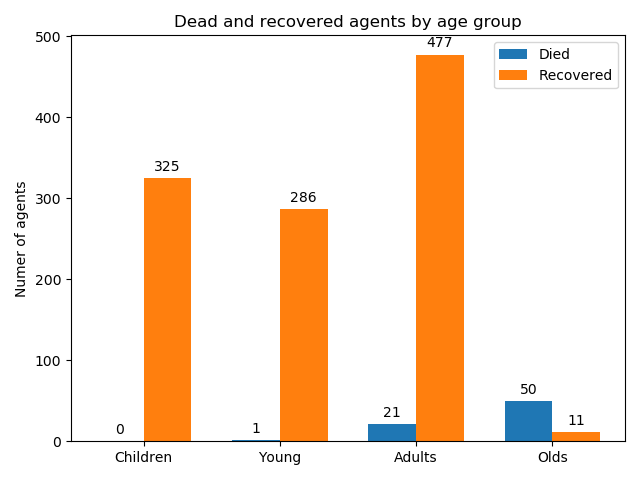 Dead and recovered agents by age group
Numer of agents
500
400
300
200
100
0
Died
Recovered
0
325
1
286
21
477
50
11
Children
Young
Adults
Olds